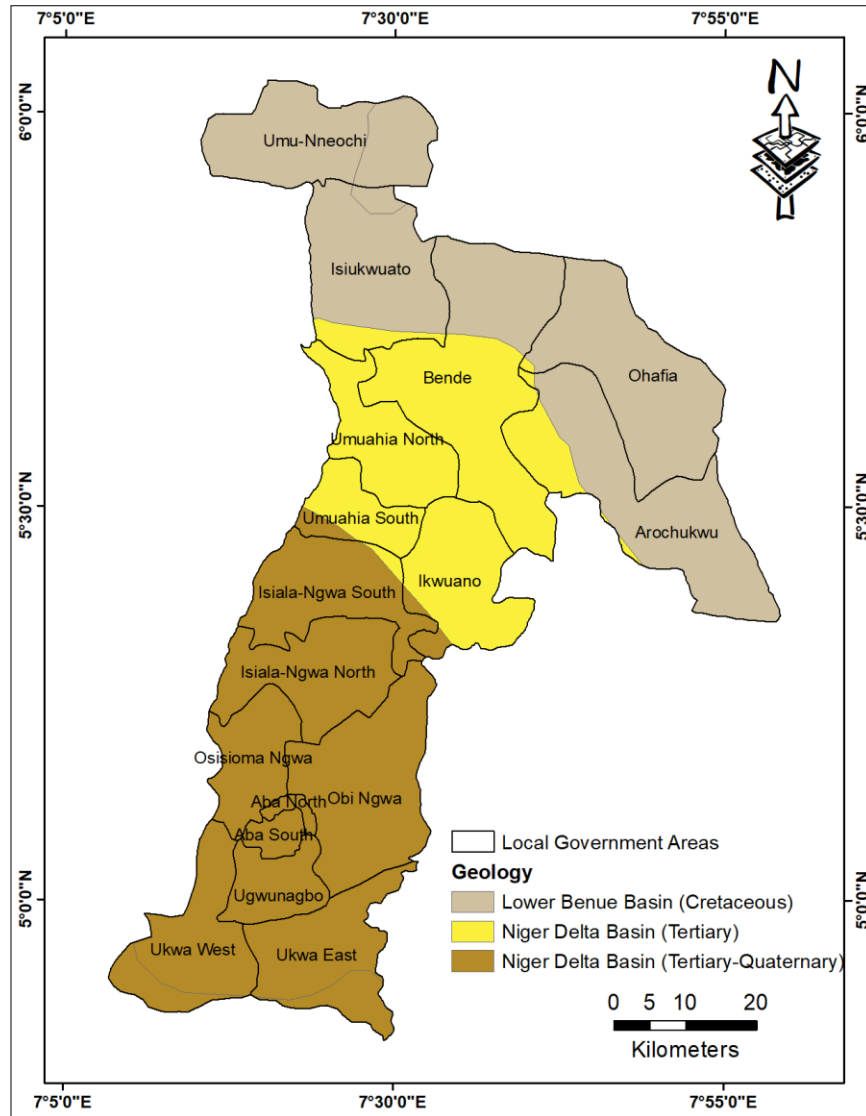 7°5'0"E 7°30'0"E 7°55'0"E
6°0'0"N 6°0'0"N
N
Umu-Nneochi
Isiukwuato
Ohafia
Bende
Umuahia North
5°30'0"N 5°30'0"N
Umuahia South
Arochukwu
Ikwuano
Isiala-Ngwa South
Isiala-Ngwa North
Osisioma Ngwa
Aba North
Obi Ngwa
Aba South
Ugwunagbo
5°0'0"N 5°0'0"N
Ukwa West
Ukwa East
Local Government Areas
Geology
Lower Benue Basin (Cretaceous)
Niger Delta Basin (Tertiary)
Niger Delta Basin (Tertiary-Quaternary)
0 5 10 20
Kilometers
7°5'0"E 7°30'0"E 7°55'0"E